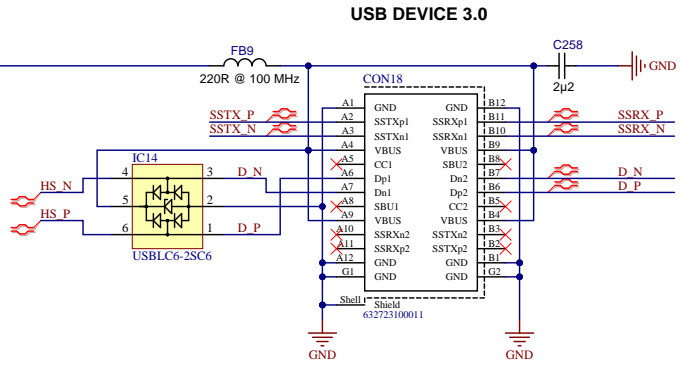 USB DEVICE 3.0
FB9
220R @ 100 MHz
C258
2µ2
GND
CON18
SSTX_P
SSTX_N
A1 GND GND B12
A2 SSTXp1 SSRXp1 B11
A3 SSTXn1 SSRXn1 B10
A4 VBUS VBUS B9
A5 CC1 SBU2 B8
A6 Dp1 Dn2 B7
A7 Dn1 Dp2 B6
A8 SBU1 CC2 B5
A9 VBUS VBUS B4
A10 SSRXn2 SSTXn2 B3
A11 SSRXp2 SSTXp2 B2
A12 GND GND B1
G1 GND GND G2
Shell Shield
632723100011
SSRX_P
SSRX_N
D_N
D_P
IC14
HS_N 4 3 D_N
5 2
HS_P 6 1 D_P
USBLC6-2SC6
GND
GND